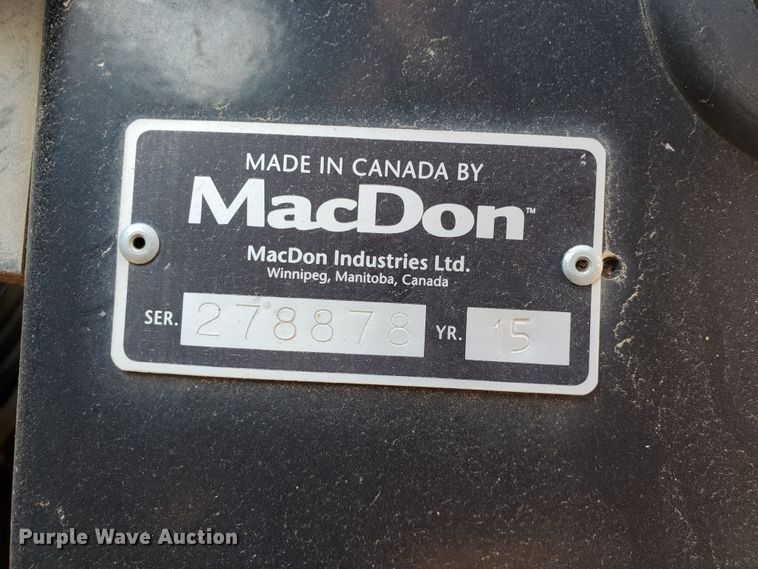 MADE IN CANADA BY
MacDon™
MacDon Industries Ltd.
Winnipeg, Manitoba, Canada
SER. 278878 YR. 15
Purple Wave Auction